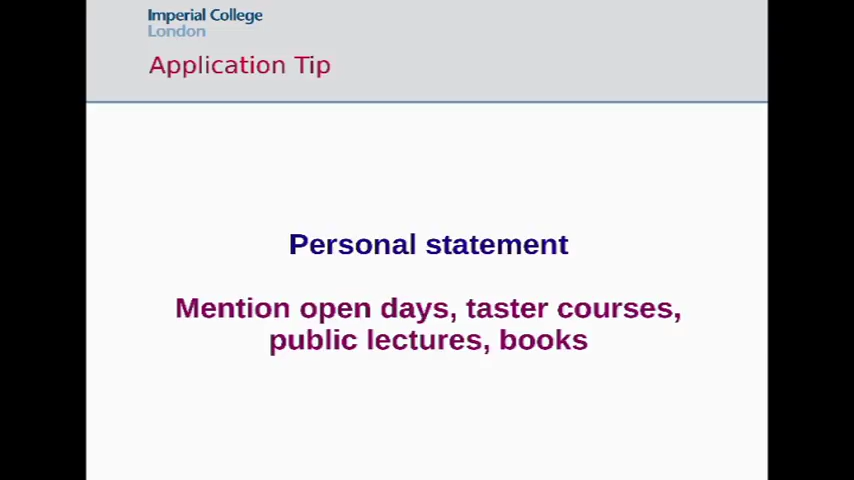 Imperial College
London
Application Tip
Personal statement
Mention open days, taster courses,
public lectures, books